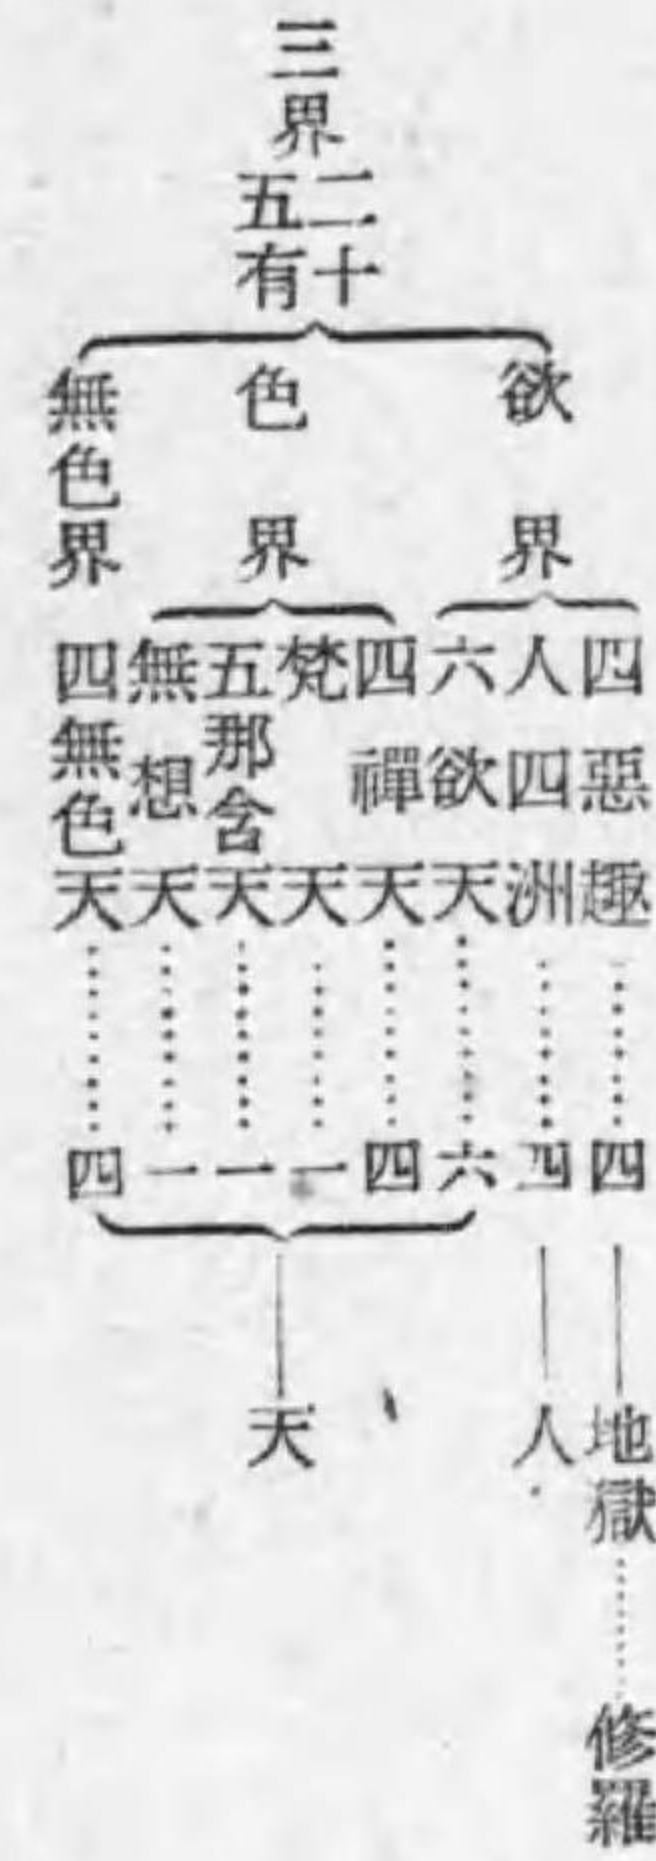 三界二十五有
欲界
色界
無色界
四惡趣 四 地獄 修羅
人四洲 四 人
六欲天 六
四禪天 四
梵天 一
五那含天 一
無想天 一
四無色天 四
天